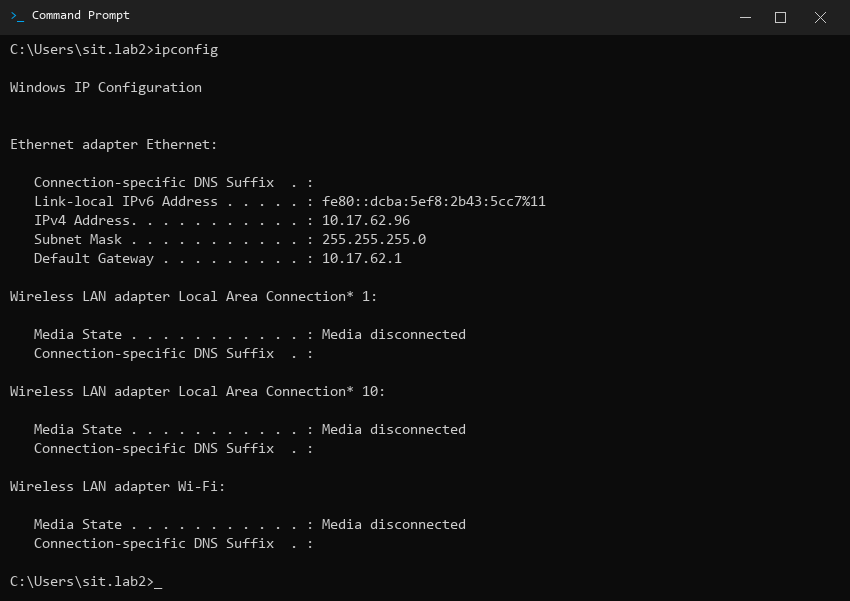 Command Prompt
C:\Users\sit.lab2>ipconfig
Windows IP Configuration
Ethernet adapter Ethernet:
Connection-specific DNS Suffix  . :
Link-local IPv6 Address . . . . . : fe80::dcba:5ef8:2b43:5cc7%11
IPv4 Address. . . . . . . . . . . : 10.17.62.96
Subnet Mask . . . . . . . . . . . : 255.255.255.0
Default Gateway . . . . . . . . . : 10.17.62.1
Wireless LAN adapter Local Area Connection* 1:
Media State . . . . . . . . . . . : Media disconnected
Connection-specific DNS Suffix  . :
Wireless LAN adapter Local Area Connection* 10:
Media State . . . . . . . . . . . : Media disconnected
Connection-specific DNS Suffix  . :
Wireless LAN adapter Wi-Fi:
Media State . . . . . . . . . . . : Media disconnected
Connection-specific DNS Suffix  . :
C:\Users\sit.lab2>_